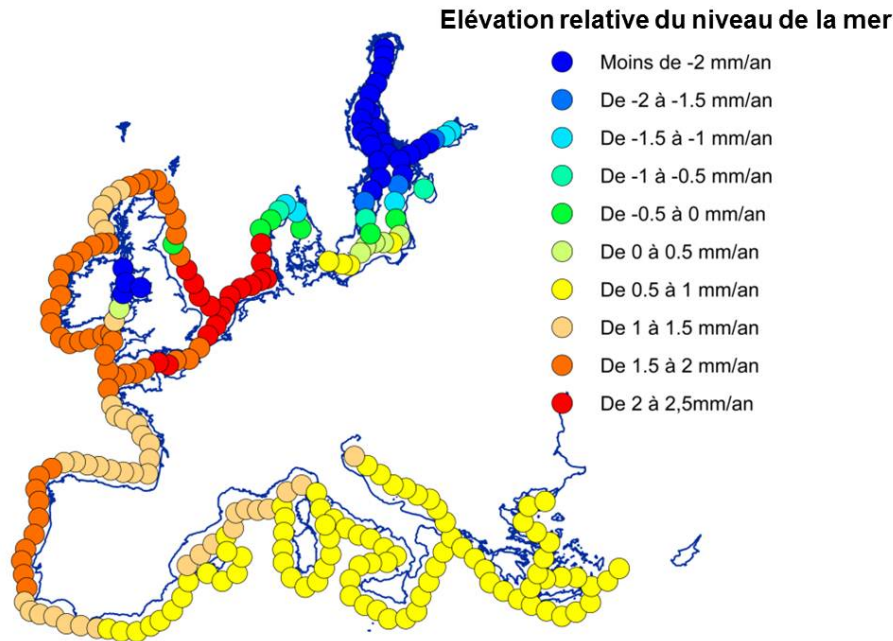 Elévation relative du niveau de la mer
Moins de -2 mm/an
De -2 à -1.5 mm/an
De -1.5 à -1 mm/an
De -1 à -0.5 mm/an
De -0.5 à 0 mm/an
De 0 à 0.5 mm/an
De 0.5 à 1 mm/an
De 1 à 1.5 mm/an
De 1.5 à 2 mm/an
De 2 à 2,5mm/an